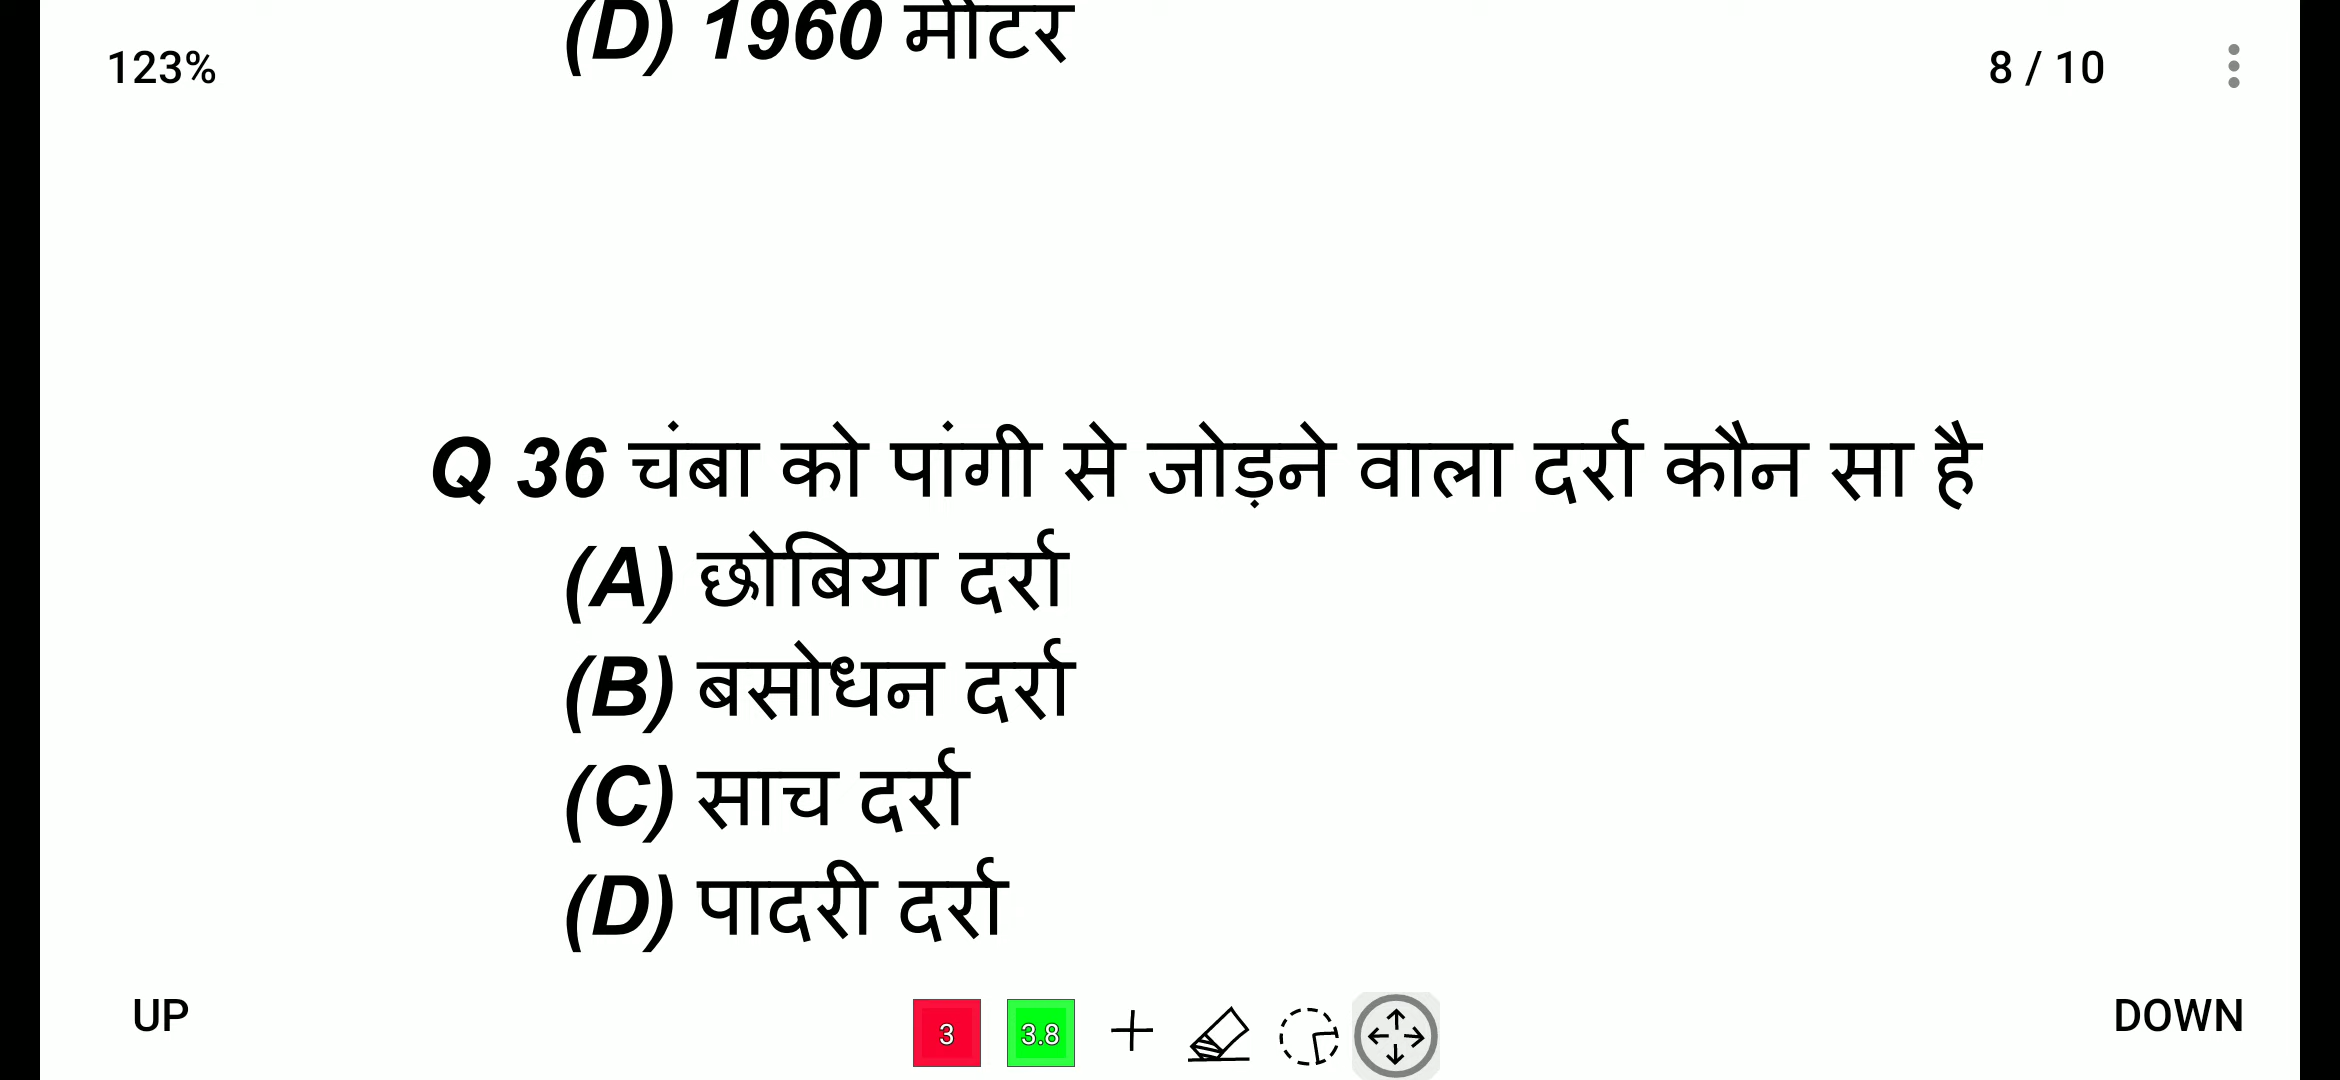 (D) 1960 मीटर
123%
8 / 10
Q 36 चंबा को पांगी से जोड़ने वाला दर्रा कौन सा है
(A) छोबिया दर्रा
(B) बसोधन दर्रा
(C) साच दर्रा
(D) पादरी दर्रा
UP
3
3.8
DOWN